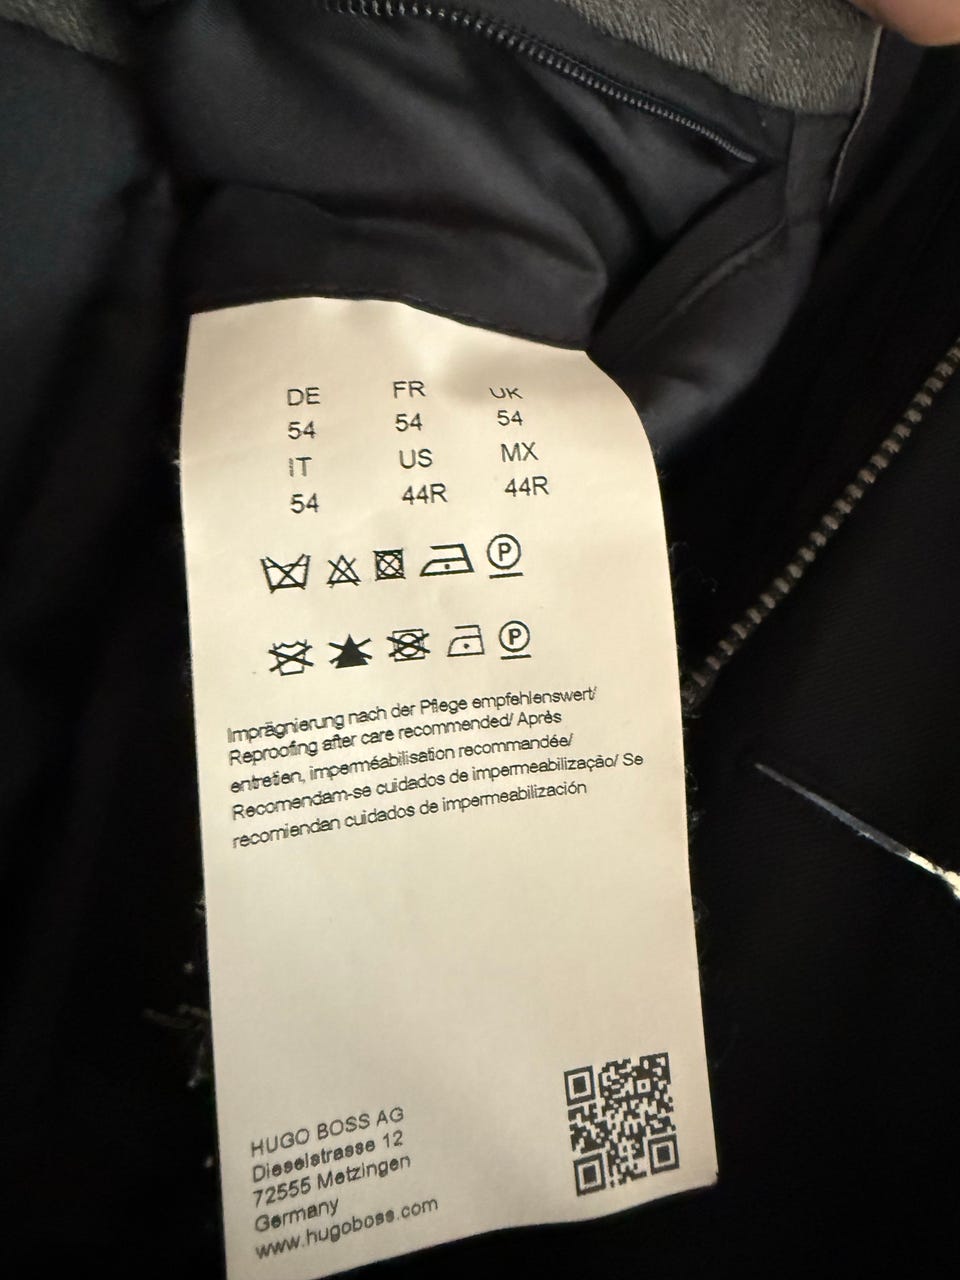 DE FR UK
54 54 54
IT US MX
54 44R 44R
P
P
Imprägnierung nach der Pflege empfehlenswert/
Reproofing after care recommended/ Après
entretien, imperméabilisation recommandée/
Recomendam-se cuidados de impermeabilização/ Se
recomiendan cuidados de impermeabilización
HUGO BOSS AG
Dieselstrasse 12
72555 Metzingen
Germany
www.hugoboss.com